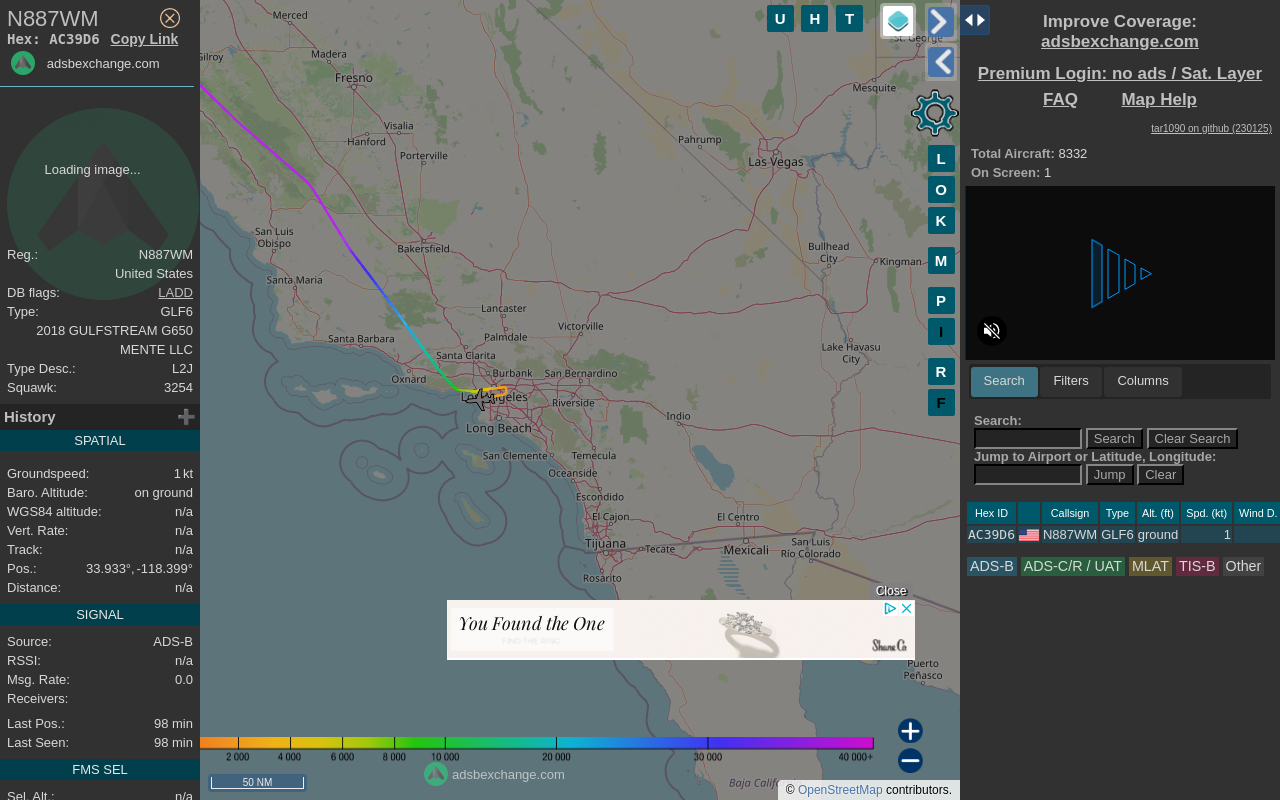 N887WM
Hex: AC39D6 Copy Link
adsbexchange.com
Loading image...
Reg.: N887WM
United States
DB flags: LADD
Type: GLF6
2018 GULFSTREAM G650
MENTE LLC
Type Desc.: L2J
Squawk: 3254
History
SPATIAL
Groundspeed: 1 kt
Baro. Altitude: on ground
WGS84 altitude: n/a
Vert. Rate: n/a
Track: n/a
Pos.: 33.933°, -118.399°
Distance: n/a
SIGNAL
Source: ADS-B
RSSI: n/a
Msg. Rate: 0.0
Receivers:
Last Pos.: 98 min
Last Seen: 98 min
FMS SEL
Sel. Alt.: n/a
Merced
Gilroy
Madera
Fresno
Visalia
Hanford
Porterville
San Luis
Obispo
Bakersfield
Santa Maria
Lancaster
Palmdale
Victorville
Santa Barbara
Santa Clarita
Oxnard
Burbank
San Bernardino
Los Angeles
Riverside
Long Beach
Indio
San Clemente
Temecula
Oceanside
Escondido
El Cajon
El Centro
Tijuana
Tecate
Mexicali
San Luis
Río Colorado
Rosarito
Pahrump
Las Vegas
St. George
Mesquite
Bullhead
City
Kingman
Lake Havasu
City
Puerto
Peñasco
Baja California
U H T
L
O
K
M
P
I
R
F
Close
You Found the One
FIND THE RING
Shane Co
2 000 4 000 6 000 8 000 10 000 20 000 30 000 40 000+
50 NM
adsbexchange.com
© OpenStreetMap contributors.
Improve Coverage:
adsbexchange.com
Premium Login: no ads / Sat. Layer
FAQ Map Help
tar1090 on github (230125)
Total Aircraft: 8332
On Screen: 1
Search Filters Columns
Search:
Search Clear Search
Jump to Airport or Latitude, Longitude:
Jump Clear
Hex ID Callsign Type Alt. (ft) Spd. (kt) Wind D.
AC39D6 N887WM GLF6 ground 1
ADS-B ADS-C/R / UAT MLAT TIS-B Other